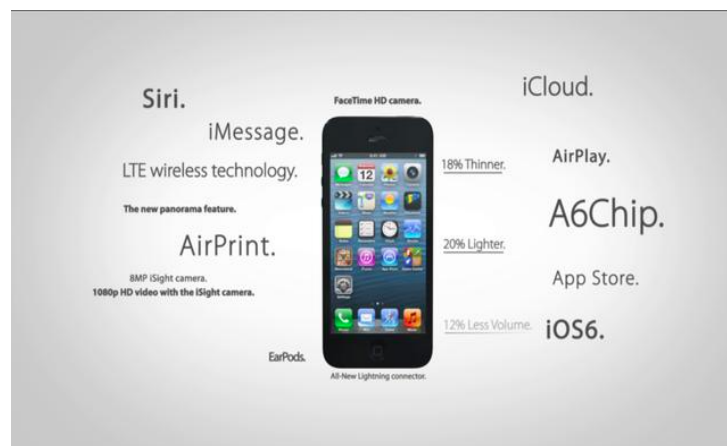 Siri.
FaceTime HD camera.
iCloud.
iMessage.
LTE wireless technology.
18% Thinner.
AirPlay.
The new panorama feature.
A6Chip.
AirPrint.
20% Lighter.
8MP iSight camera.
1080p HD video with the iSight camera.
App Store.
12% Less Volume.
iOS6.
EarPods.
All-New Lightning connector.
12